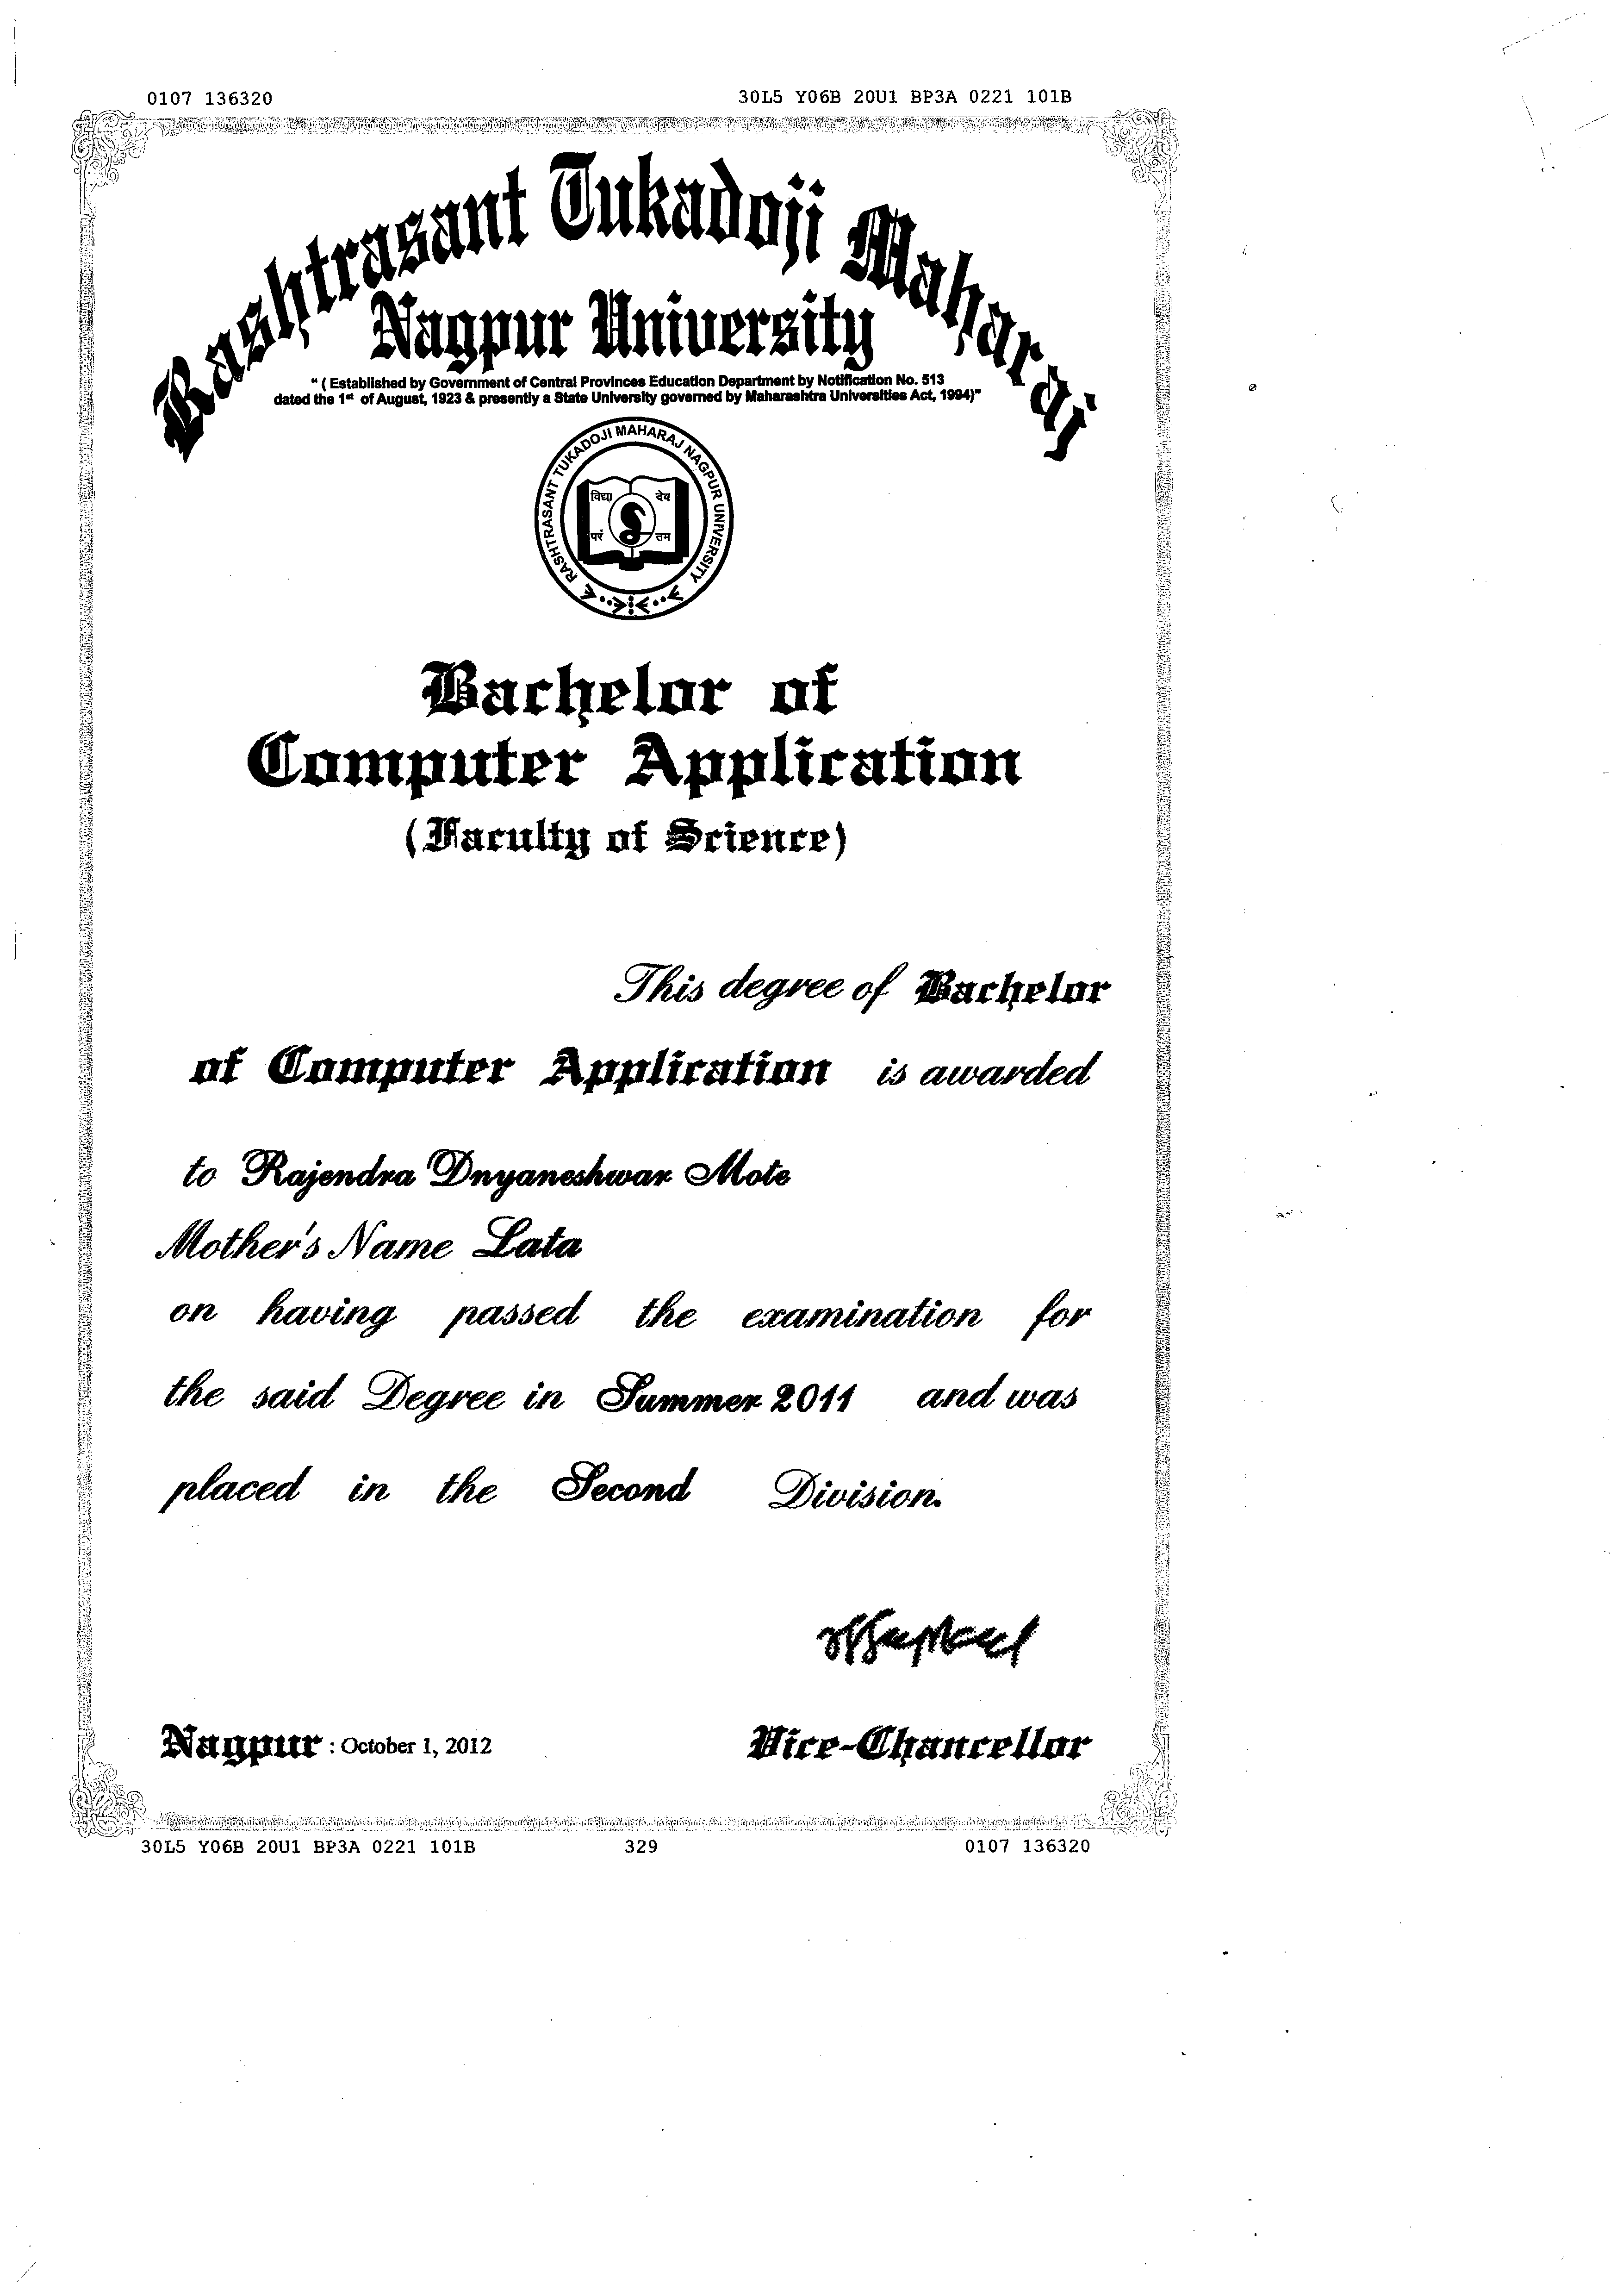 0107 136320 30L5 Y06B 20U1 BP3A 0221 101B
Rashtrasant Tukadoji Maharaj
Nagpur University
" ( Established by Government of Central Provinces Education Department by Notification No. 513
dated the 1st of August, 1923 & presently a State University governed by Maharashtra Universities Act, 1994)"
RASHTRASANT TUKADOJI MAHARAJ NAGPUR UNIVERSITY
विद्या देव
परं तम
Bachelor of
Computer Application
(Faculty of Science)
This degree of Bachelor
of Computer Application is awarded
to Rajendra Dnyaneshwar Mote
Mother's Name Lata
on having passed the examination for
the said Degree in Summer 2011 and was
placed in the Second Division.
Nagpur : October 1, 2012 Vice-Chancellor
30L5 Y06B 20U1 BP3A 0221 101B 329 0107 136320